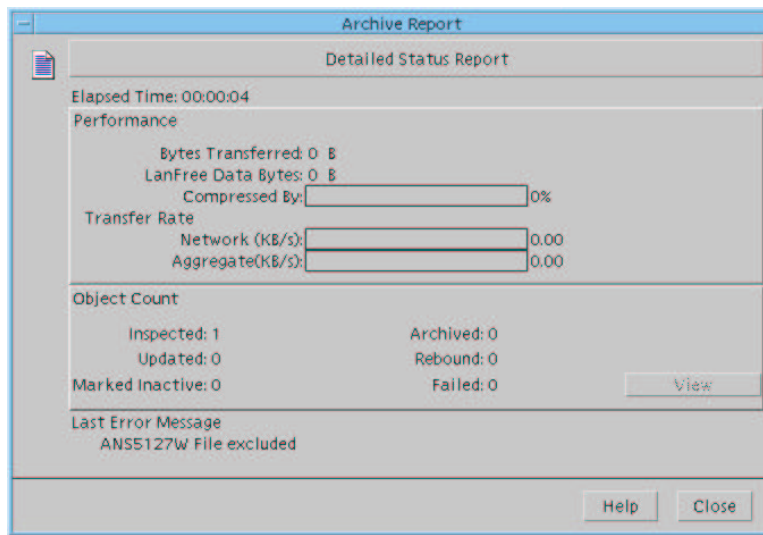 Archive Report
Detailed Status Report
Elapsed Time: 00:00:04
Performance
Bytes Transferred: 0 B
LanFree Data Bytes: 0 B
Compressed By: 0%
Transfer Rate
Network (KB/s): 0.00
Aggregate(KB/s): 0.00
Object Count
Inspected: 1 Archived: 0
Updated: 0 Rebound: 0
Marked Inactive: 0 Failed: 0 View
Last Error Message
ANS5127W File excluded
Help Close